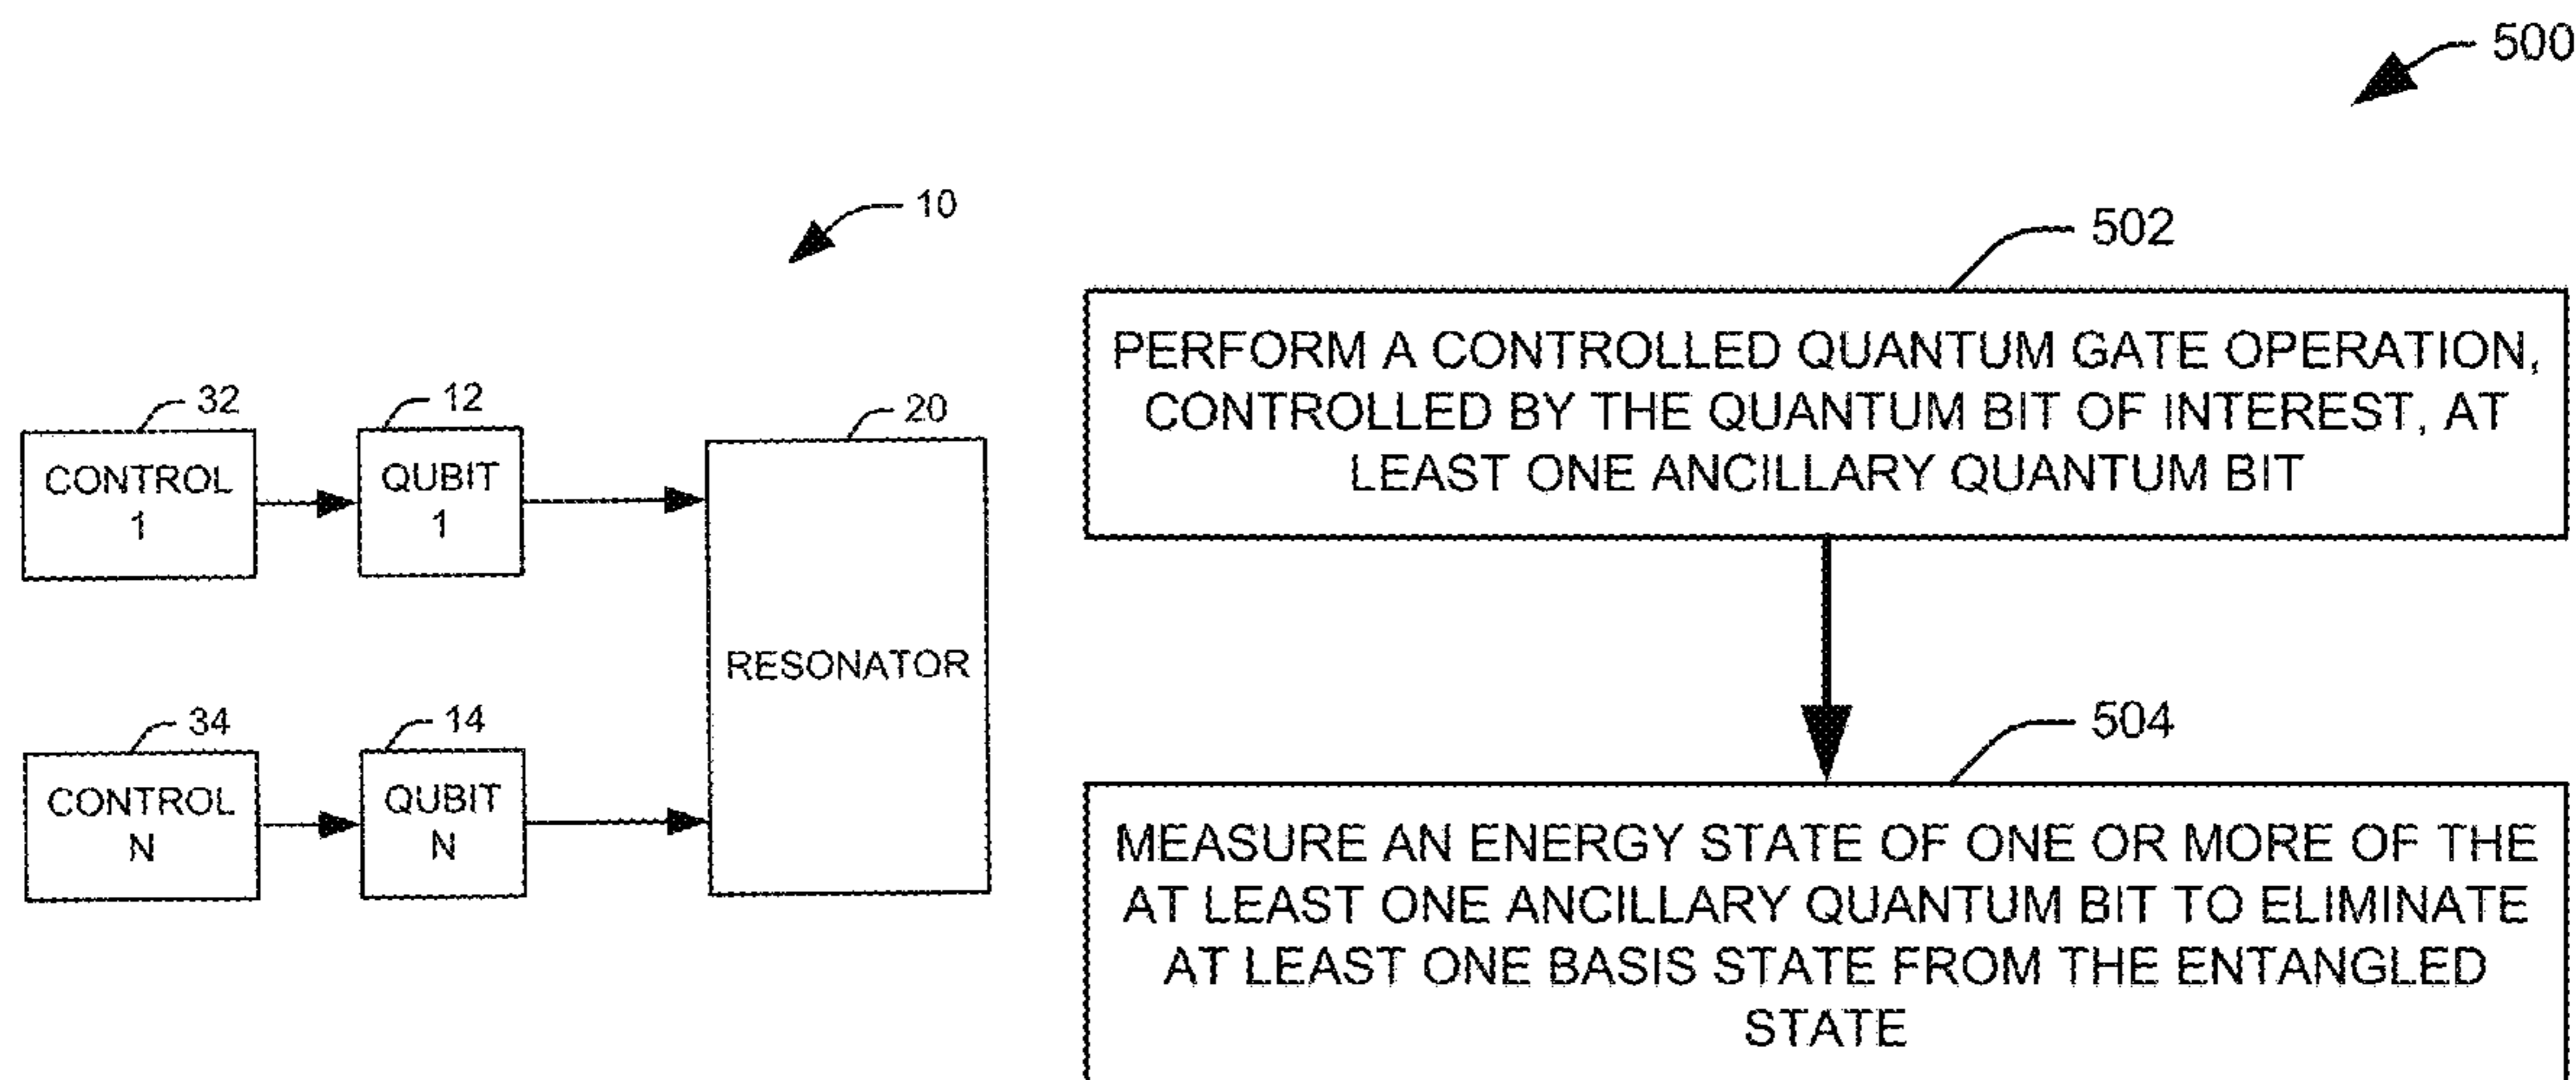 500
10
502
PERFORM A CONTROLLED QUANTUM GATE OPERATION,
CONTROLLED BY THE QUANTUM BIT OF INTEREST, AT
LEAST ONE ANCILLARY QUANTUM BIT
32
12
20
CONTROL
1
QUBIT
1
RESONATOR
34
14
CONTROL
N
QUBIT
N
504
MEASURE AN ENERGY STATE OF ONE OR MORE OF THE
AT LEAST ONE ANCILLARY QUANTUM BIT TO ELIMINATE
AT LEAST ONE BASIS STATE FROM THE ENTANGLED
STATE